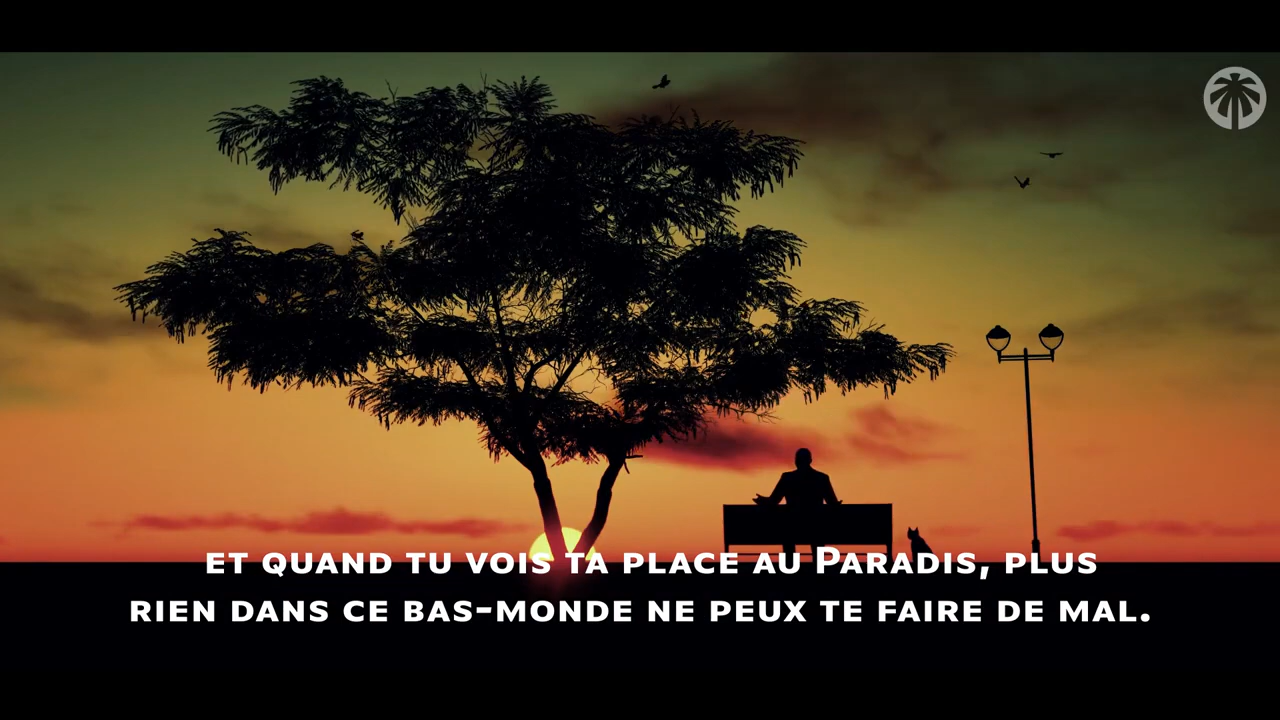 et quand tu vois ta place au Paradis, plus
rien dans ce bas-monde ne peux te faire de mal.